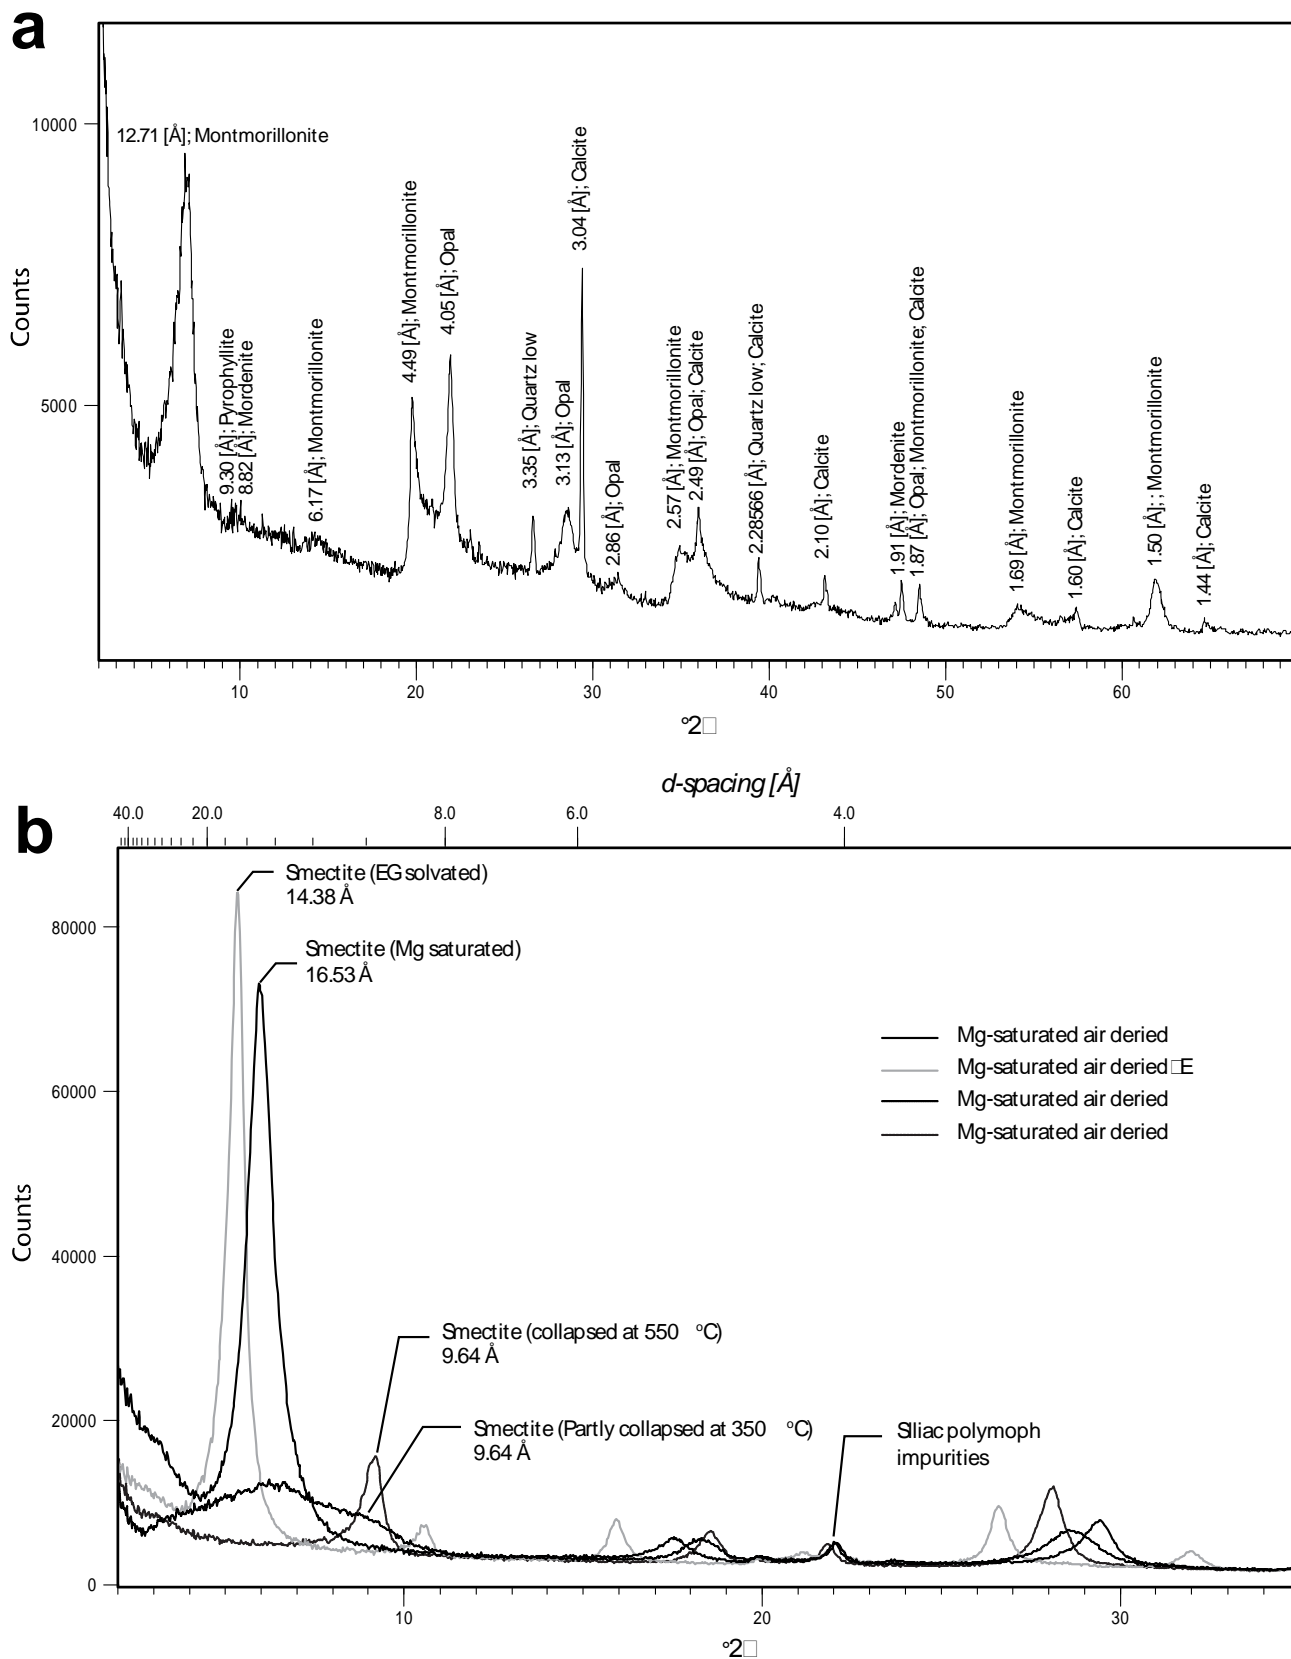 a
10000
5000
Counts
12.71 [Å]; Montmorillonite
9.30 [Å]; Pyrophyllite
8.82 [Å]; Mordenite
6.17 [Å]; Montmorillonite
4.49 [Å]; Montmorillonite
4.05 [Å]; Opal
3.35 [Å]; Quartz low
3.13 [Å]; Opal
3.04 [Å]; Calcite
2.86 [Å]; Opal
2.57 [Å]; Montmorillonite
2.49 [Å]; Opal; Calcite
2.28566 [Å]; Quartz low; Calcite
2.10 [Å]; Calcite
1.91 [Å]; Mordenite
1.87 [Å]; Opal; Montmorillonite; Calcite
1.69 [Å]; Montmorillonite
1.60 [Å]; Calcite
1.50 [Å]; ; Montmorillonite
1.44 [Å]; Calcite
10 20 30 40 50 60
°2□
d-spacing [Å]
40.0 20.0 8.0 6.0 4.0
b
Smectite (EG solvated)
14.38 Å
Smectite (Mg saturated)
16.53 Å
80000
60000
40000
20000
0
Counts
Mg-saturated air deried
Mg-saturated air deried □E
Mg-saturated air deried
Mg-saturated air deried
Smectite (collapsed at 550 °C)
9.64 Å
Smectite (Partly collapsed at 350 °C)
9.64 Å
Slliac polymoph
impurities
10 20 30
°2□